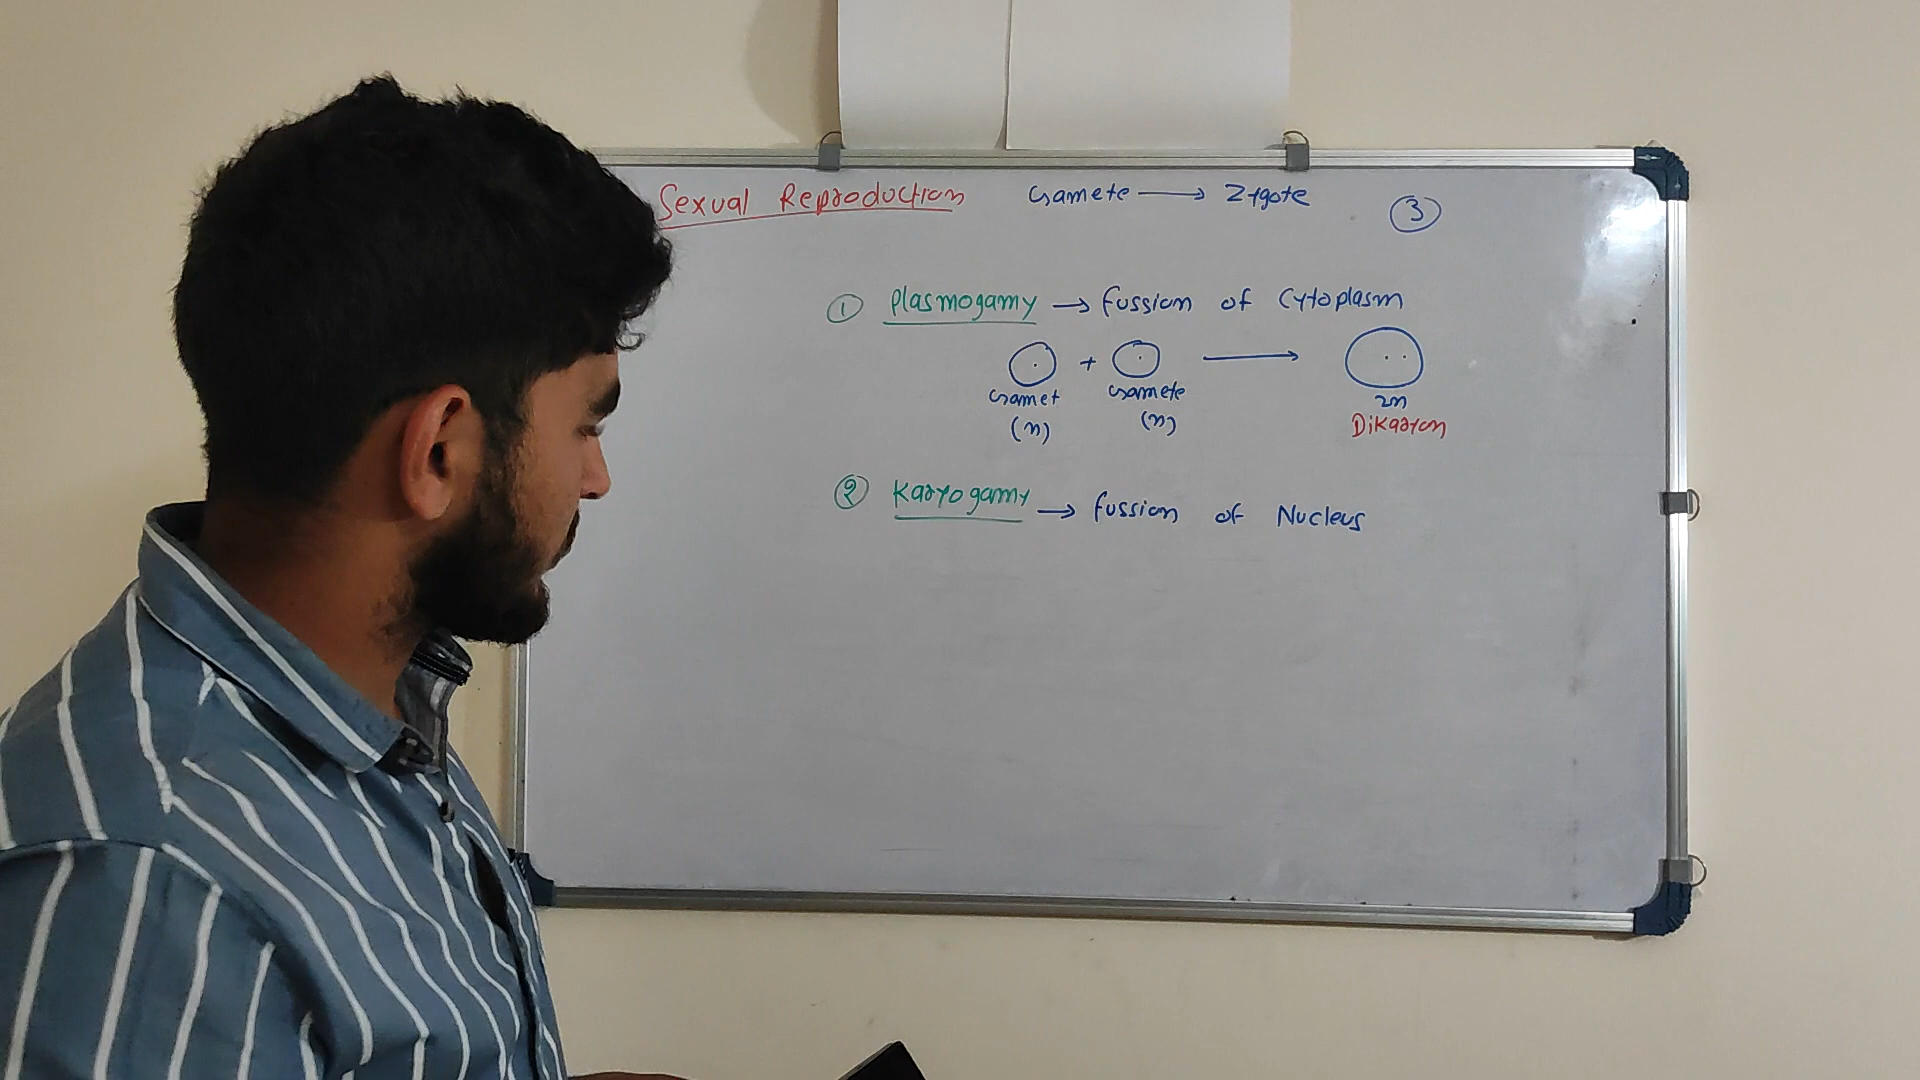 Sexual Reproduction Gamete → Zygote ③
① Plasmogamy → fussion of Cytoplasm
+ →
Gamet Gamete 2n
(n) (n) Dikaryon
② Karyogamy → fussion of Nucleus